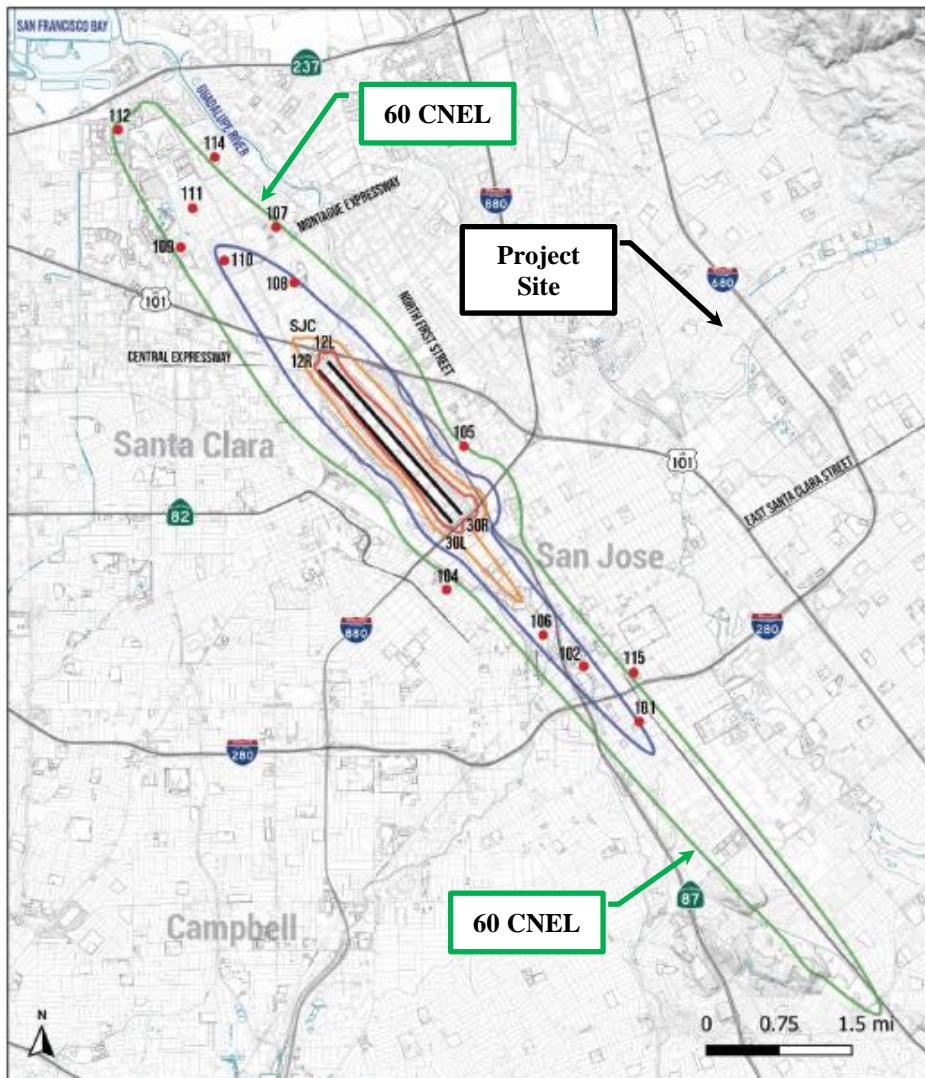 SAN FRANCISCO BAY
237
GUADALUPE RIVER
60 CNEL
112
114
111
107
MONTAGUE EXPRESSWAY
880
109
110
Project
Site
108
680
101
NORTH FIRST STREET
SJC
12L
12R
CENTRAL EXPRESSWAY
105
Santa Clara
101
EAST SANTA CLARA STREET
82
30R
30L
San Jose
104
106
880
280
102
115
101
280
87
Campbell
60 CNEL
N
0 0.75 1.5 mi